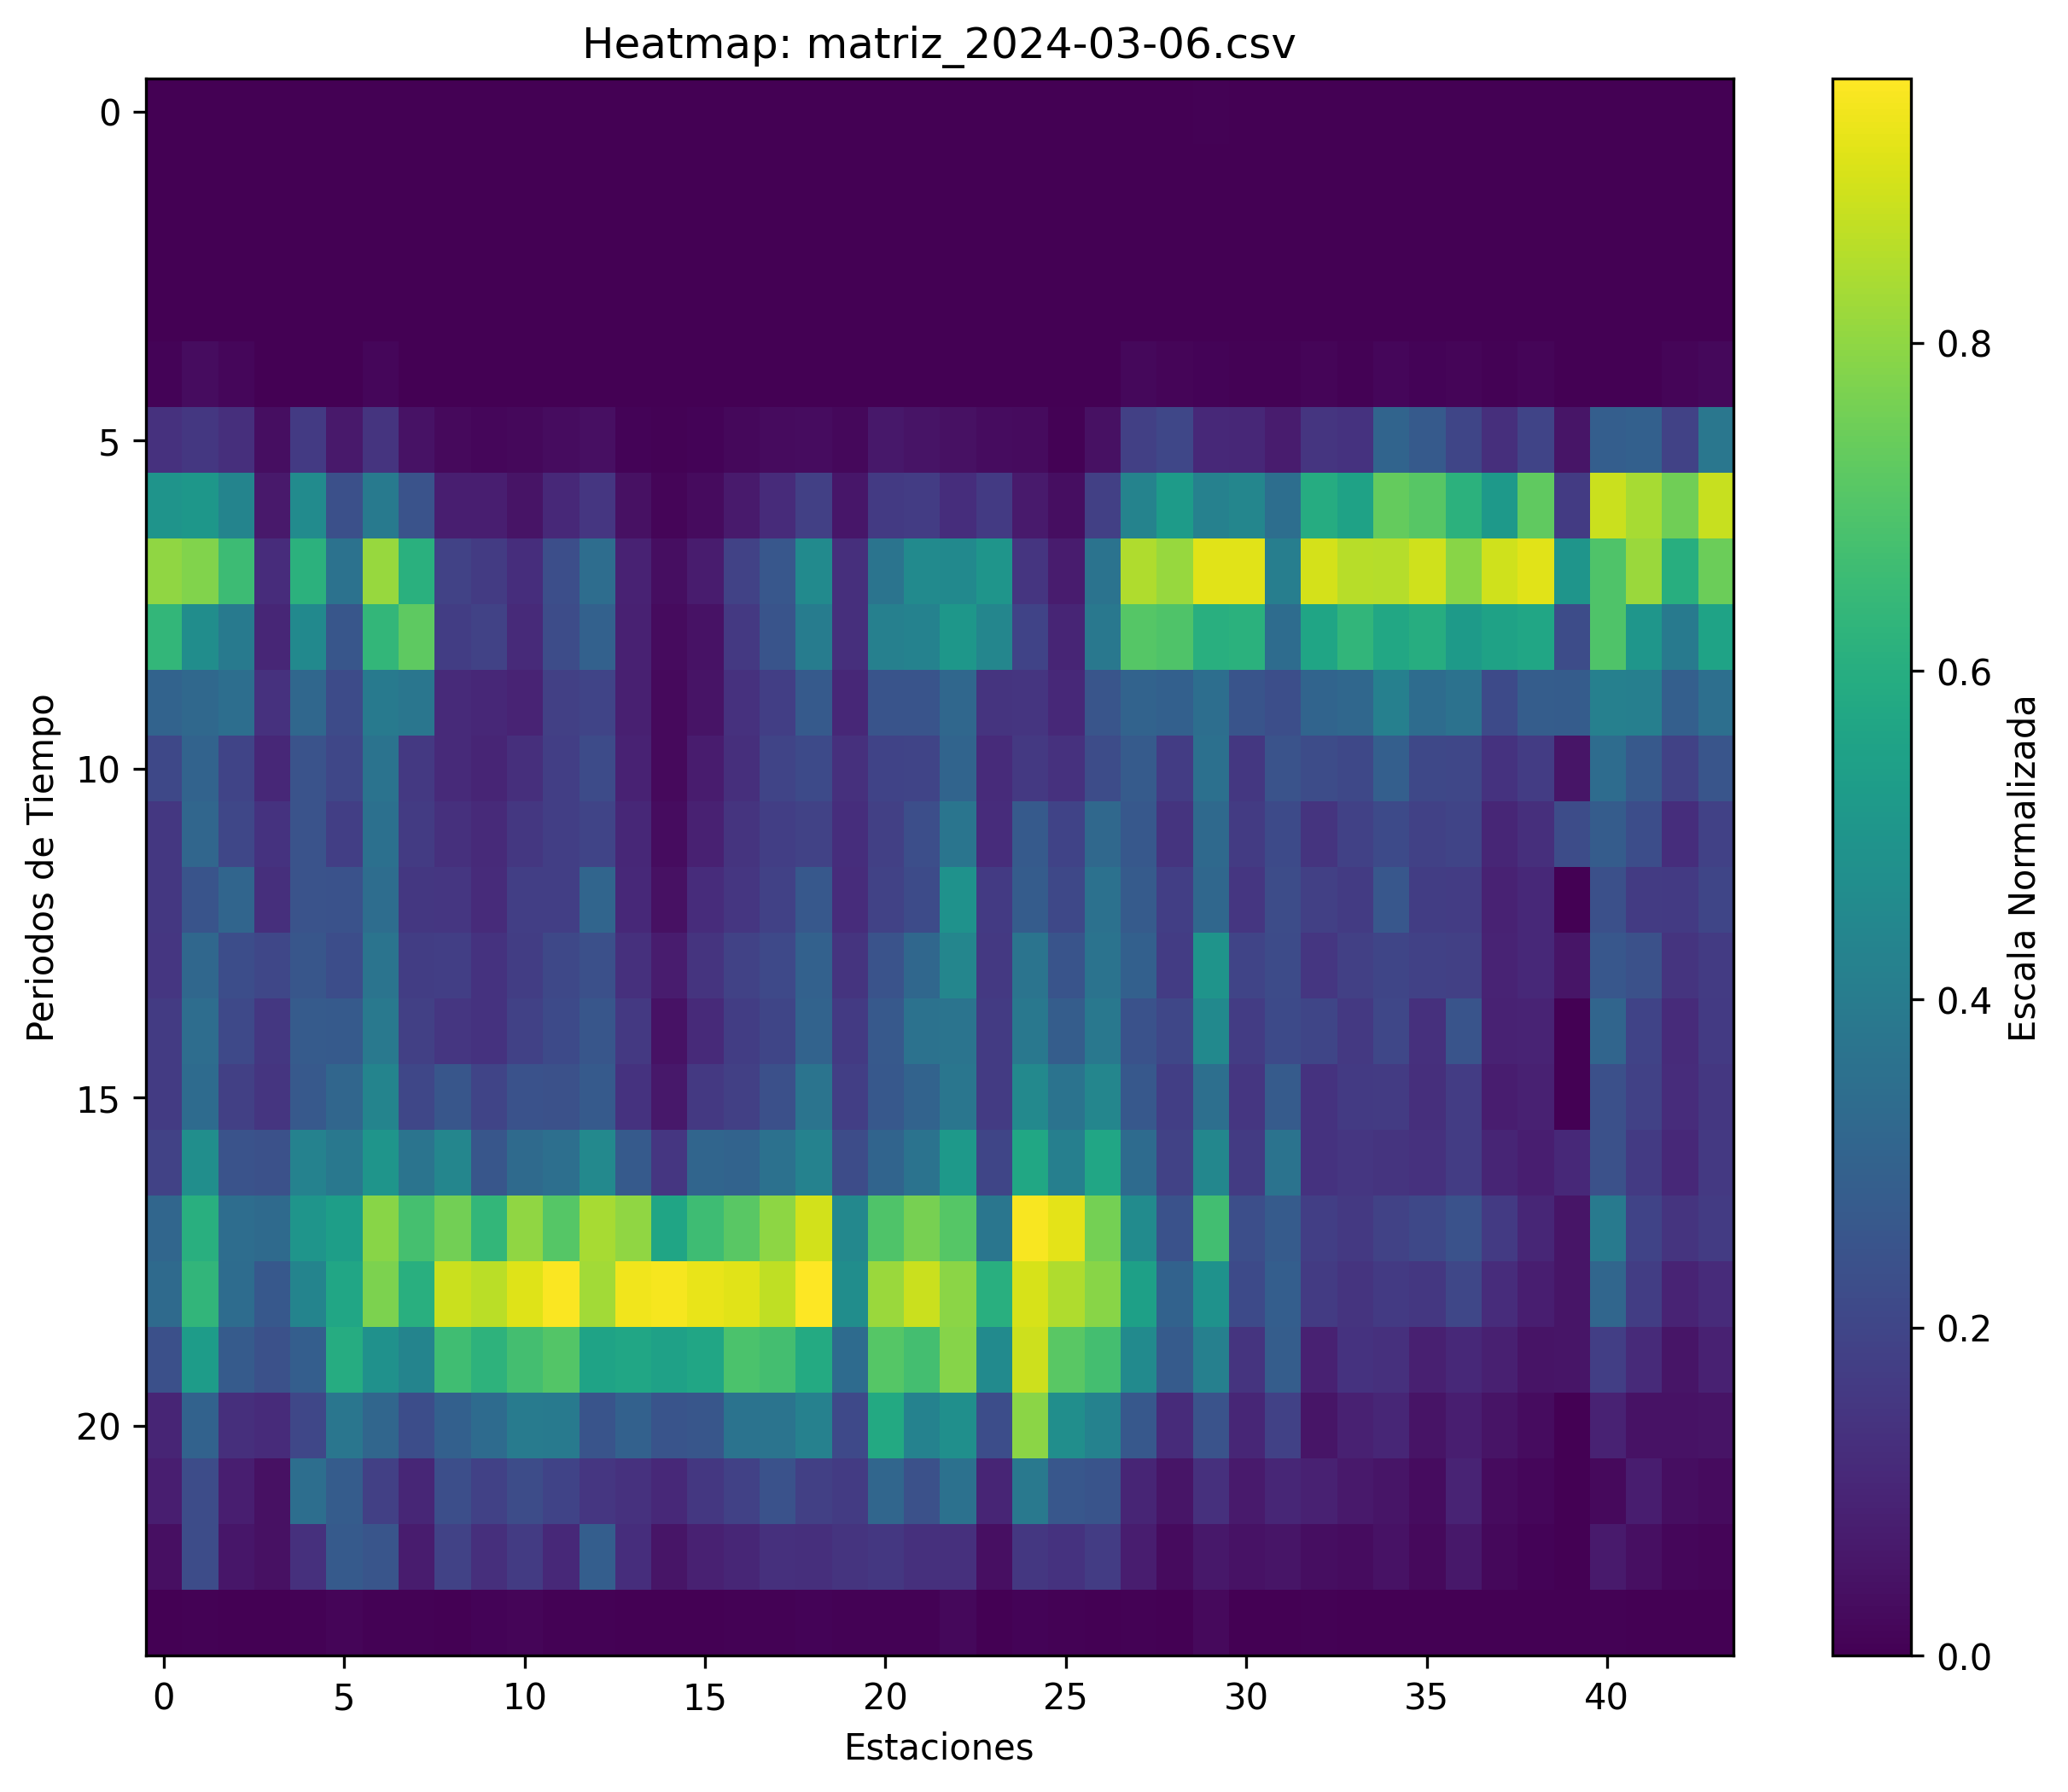 Heatmap: matriz_2024-03-06.csv
Periodos de Tiempo
0
5
10
15
20
0 5 10 15 20 25 30 35 40
Estaciones
0.8
0.6
0.4
0.2
0.0
Escala Normalizada